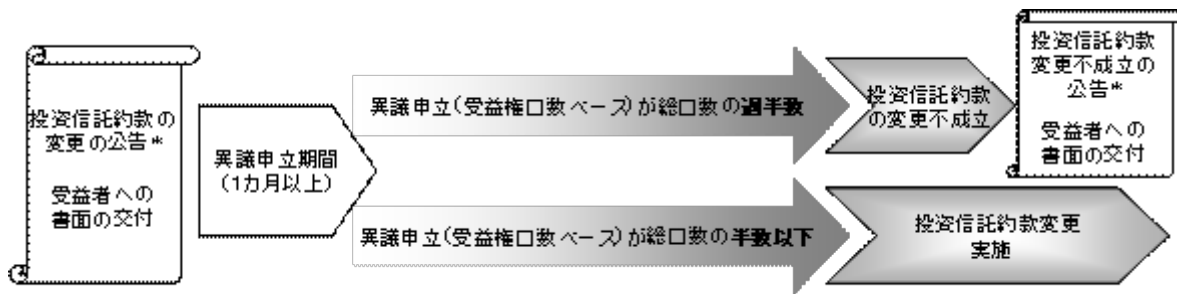 投資信託約款の
変更の公告*
受益者への
書面の交付
異議申立期間
(1カ月以上)
異議申立(受益権口数ベース)が総口数の過半数
投資信託約款
の変更不成立
投資信託約款
変更不成立の
公告*
受益者への
書面の交付
異議申立(受益権口数ベース)が総口数の半数以下
投資信託約款変更
実施